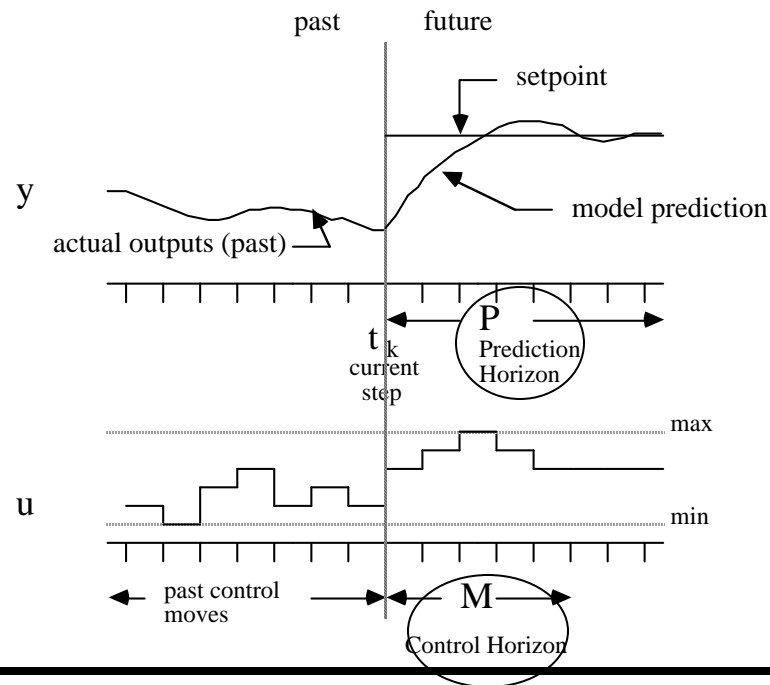 past future
setpoint
y
model prediction
actual outputs (past)
P
t k
Prediction
current
Horizon
step
max
u
min
past control
moves
M
Control Horizon